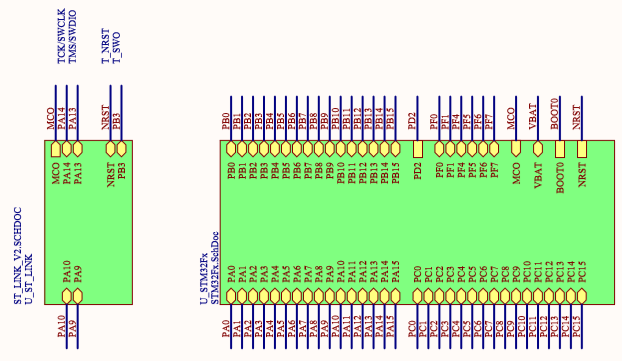 TCK/SWCLK
TMS/SWDIO
T_NRST
T_SWO
MCO
PA14
PA13
NRST
PB3
MCO
PA14
PA13
NRST
PB3
ST_LINK_V2.SCHDOC
U_ST_LINK
PA10
PA9
PA10
PA9
PB0
PB1
PB2
PB3
PB4
PB5
PB6
PB7
PB8
PB9
PB10
PB11
PB12
PB13
PB14
PB15
PD2
PF0
PF1
PF4
PF5
PF6
PF7
MCO
VBAT
BOOT0
NRST
PB0
PB1
PB2
PB3
PB4
PB5
PB6
PB7
PB8
PB9
PB10
PB11
PB12
PB13
PB14
PB15
PD2
PF0
PF1
PF4
PF5
PF6
PF7
MCO
VBAT
BOOT0
NRST
U_STM32Fx
STM32Fx.SchDoc
PA0
PA1
PA2
PA3
PA4
PA5
PA6
PA7
PA8
PA9
PA10
PA11
PA12
PA13
PA14
PA15
PC0
PC1
PC2
PC3
PC4
PC5
PC6
PC7
PC8
PC9
PC10
PC11
PC12
PC13
PC14
PC15
PA0
PA1
PA2
PA3
PA4
PA5
PA6
PA7
PA8
PA9
PA10
PA11
PA12
PA13
PA14
PA15
PC0
PC1
PC2
PC3
PC4
PC5
PC6
PC7
PC8
PC9
PC10
PC11
PC12
PC13
PC14
PC15